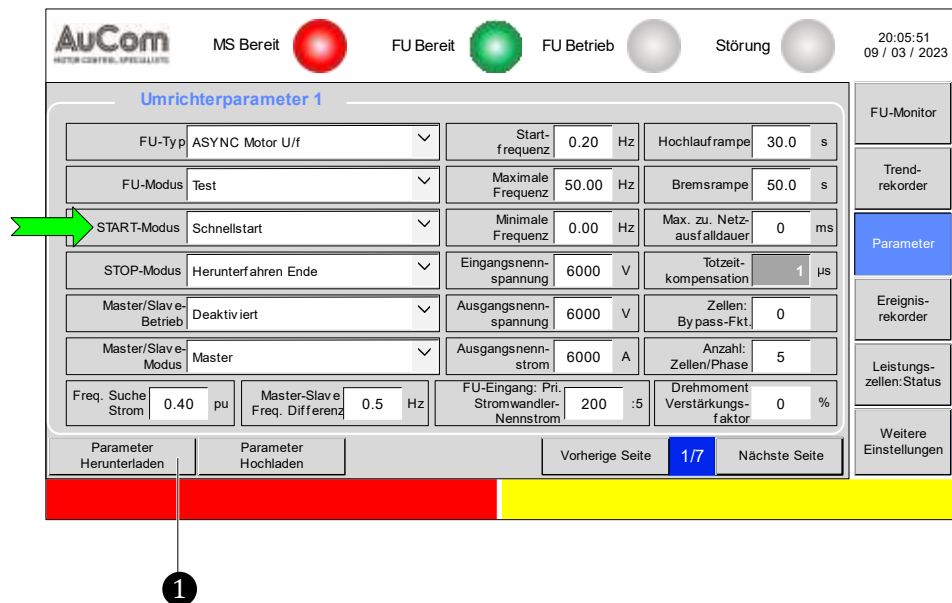 AuCom
MOTOR CONTROL SPECIALISTS
MS Bereit
FU Bereit
FU Betrieb
Störung
20:05:51
09 / 03 / 2023
Umrichterparameter 1
FU-Typ ASYNC Motor U/f
Start-
frequenz 0.20 Hz
Hochlauframpe 30.0 s
FU-Modus Test
Maximale
Frequenz 50.00 Hz
Bremsrampe 50.0 s
START-Modus Schnellstart
Minimale
Frequenz 0.00 Hz
Max. zu. Netz-
ausfalldauer 0 ms
STOP-Modus Herunterfahren Ende
Eingangsnenn-
spannung 6000 V
Totzeit-
kompensation 1 µs
Master/Slave-
Betrieb Deaktiviert
Ausgangsnenn-
spannung 6000 V
Zellen:
Bypass-Fkt. 0
Master/Slave-
Modus Master
Ausgangsnenn-
strom 6000 A
Anzahl:
Zellen/Phase 5
Freq. Suche
Strom 0.40 pu
Master-Slave
Freq. Differenz 0.5 Hz
FU-Eingang: Pri.
Stromwandler-
Nennstrom 200 :5
Drehmoment
Verstärkungs-
faktor 0 %
Parameter
Herunterladen
Parameter
Hochladen
Vorherige Seite
1/7
Nächste Seite
FU-Monitor
Trend-
rekorder
Parameter
Ereignis-
rekorder
Leistungs-
zellen:Status
Weitere
Einstellungen
1